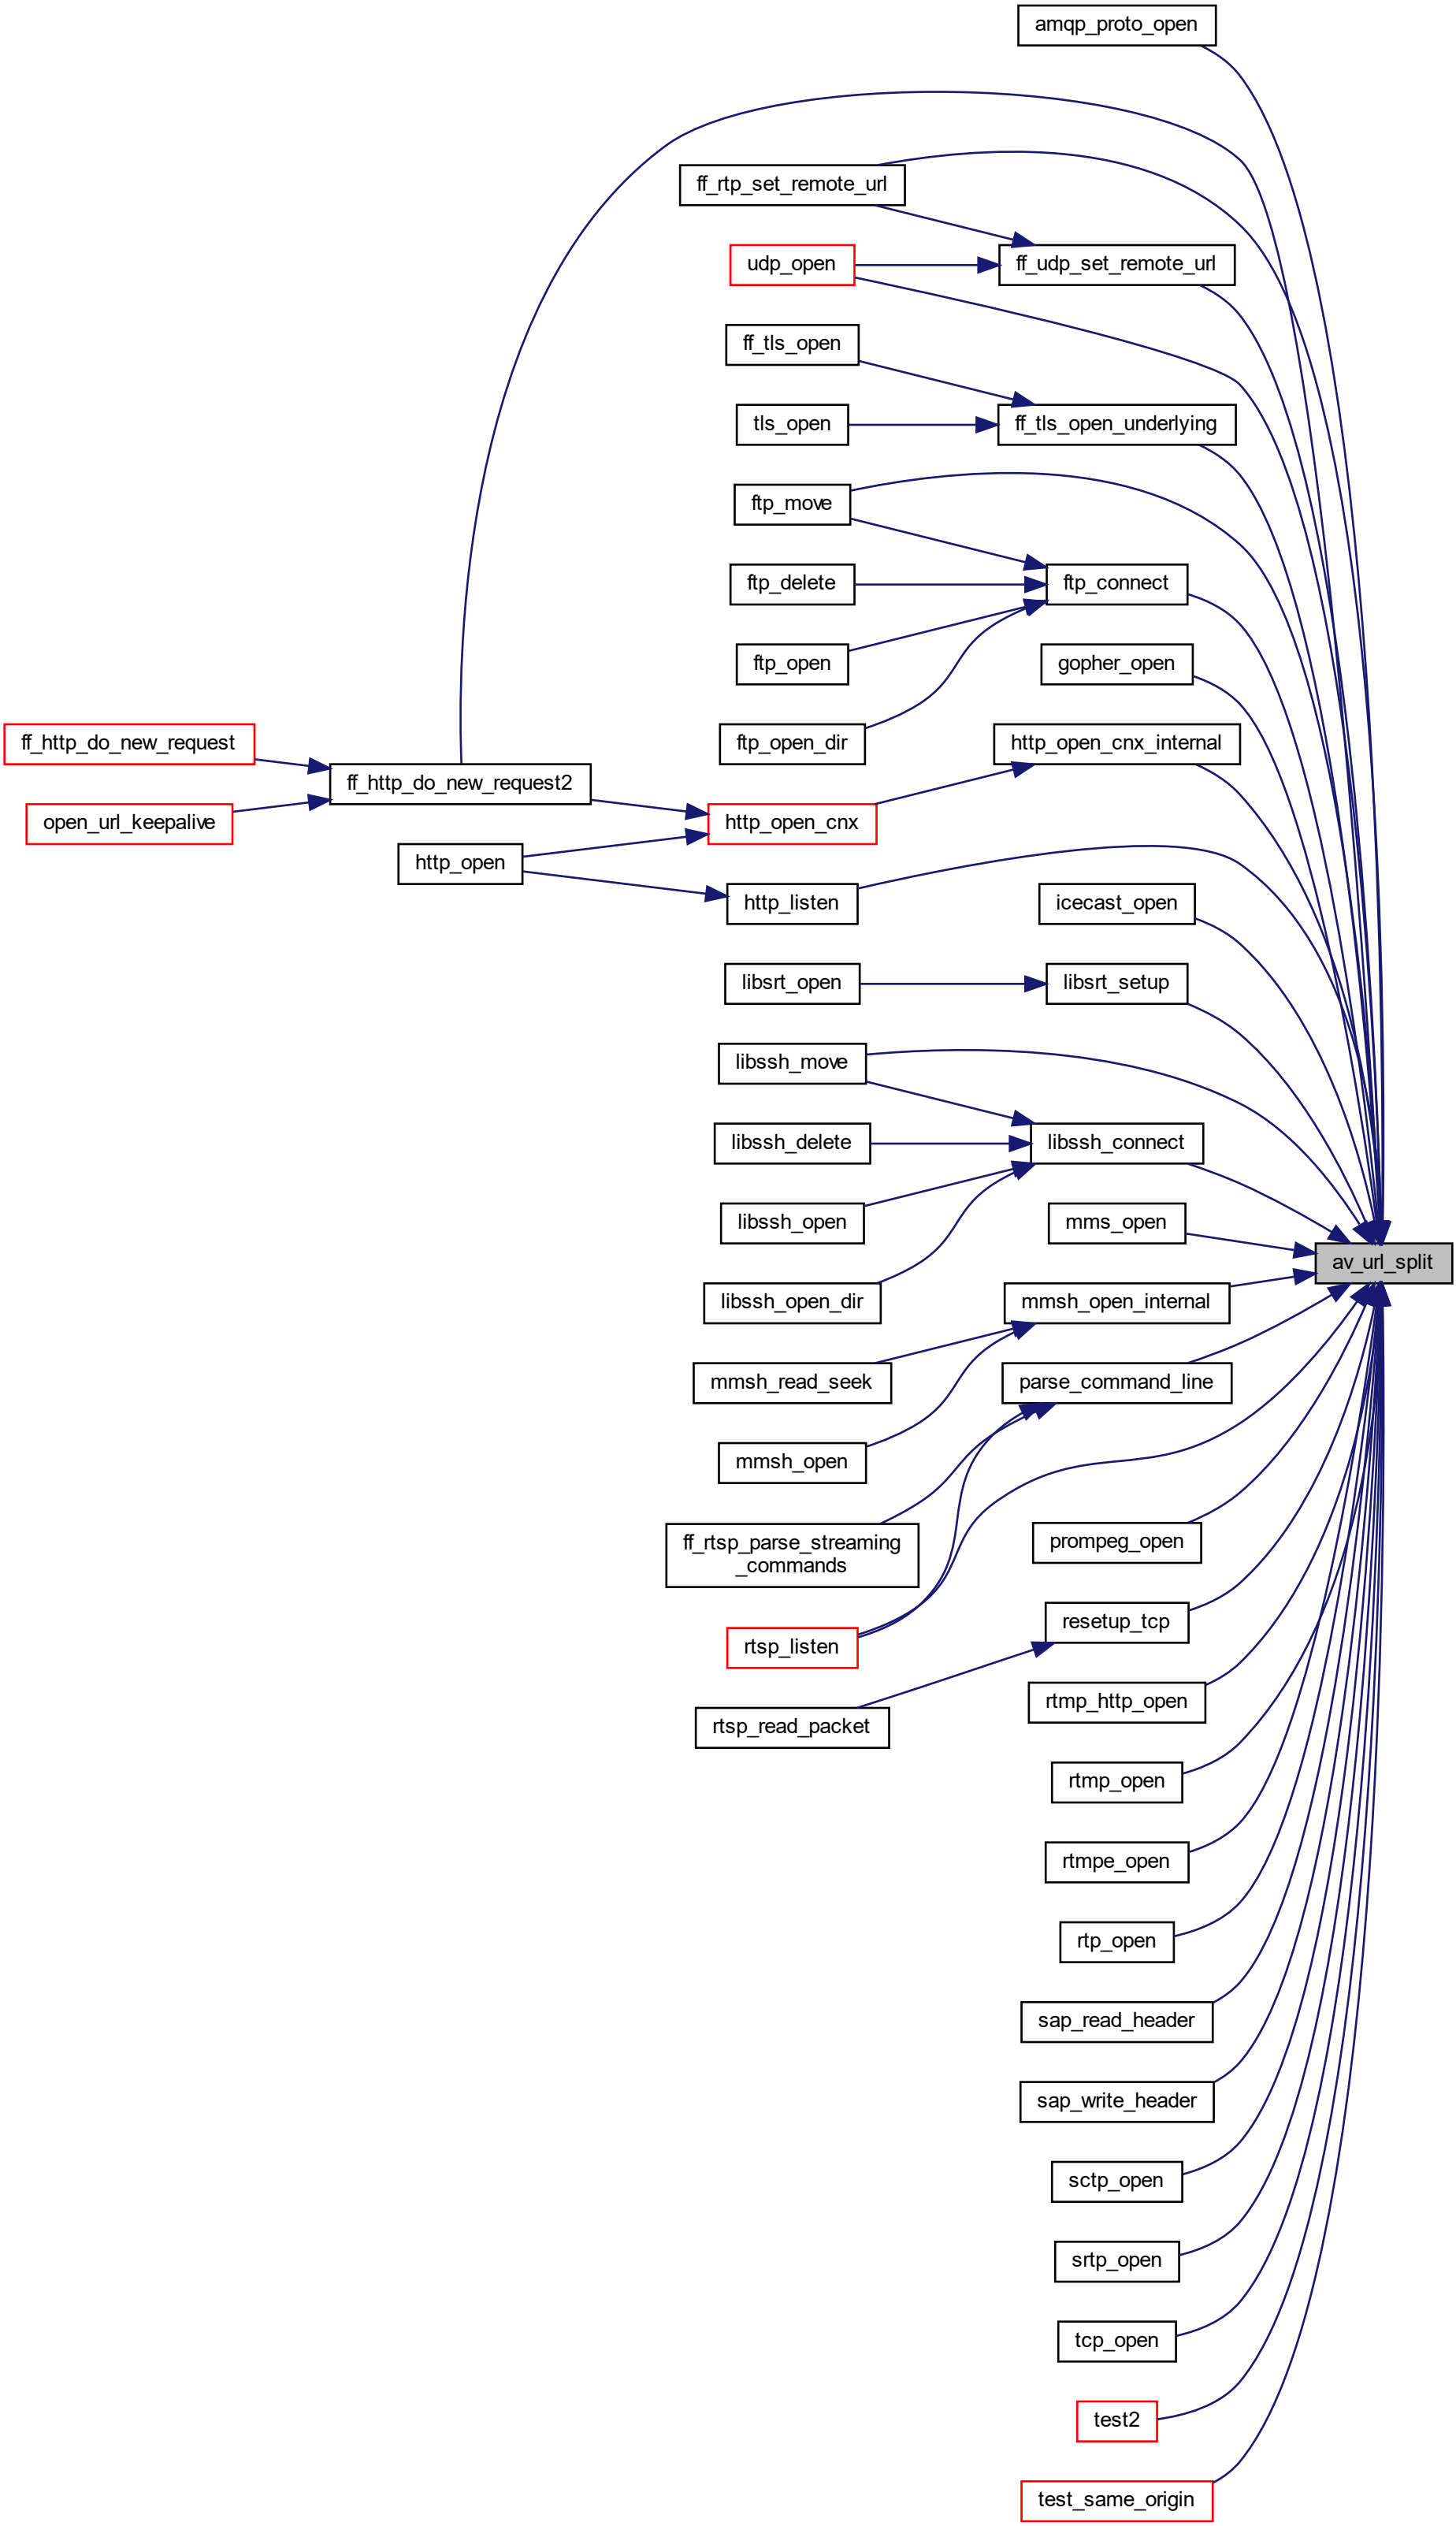 amqp_proto_open
ff_rtp_set_remote_url
udp_open
ff_udp_set_remote_url
ff_tls_open
tls_open
ff_tls_open_underlying
ftp_move
ftp_delete
ftp_connect
ftp_open
gopher_open
ftp_open_dir
http_open_cnx_internal
ff_http_do_new_request
ff_http_do_new_request2
open_url_keepalive
http_open_cnx
http_open
http_listen
icecast_open
libsrt_open
libsrt_setup
libssh_move
libssh_delete
libssh_connect
libssh_open
mms_open
av_url_split
libssh_open_dir
mmsh_open_internal
mmsh_read_seek
parse_command_line
mmsh_open
ff_rtsp_parse_streaming
_commands
prompeg_open
rtsp_listen
resetup_tcp
rtsp_read_packet
rtmp_http_open
rtmp_open
rtmpe_open
rtp_open
sap_read_header
sap_write_header
sctp_open
srtp_open
tcp_open
test2
test_same_origin